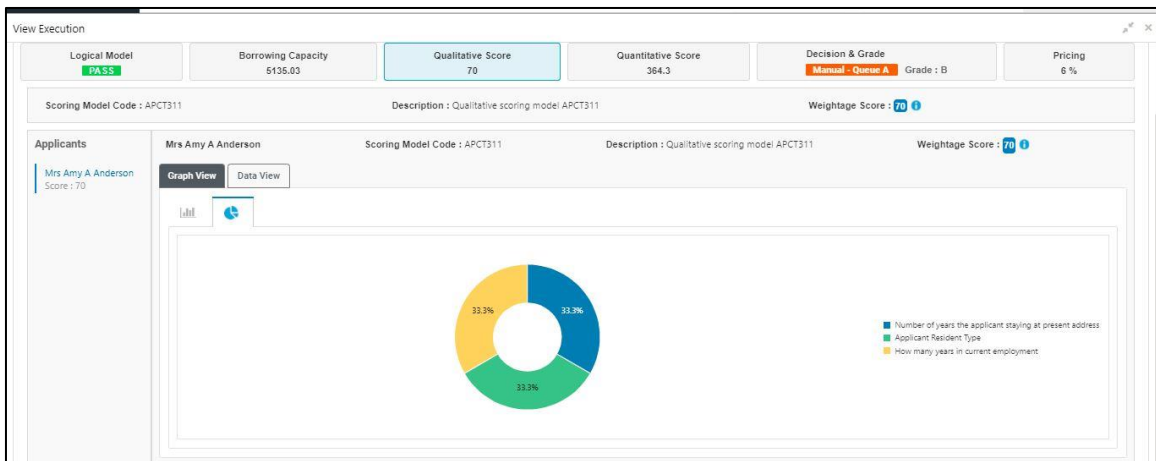 View Execution
Logical Model Borrowing Capacity Qualitative Score Quantitative Score Decision & Grade Pricing
PASS 5135.03 70 364.3 Manual - Queue A Grade : B 6 %
Scoring Model Code : APCT311 Description : Qualitative scoring model APCT311 Weightage Score : 70
Applicants Mrs Amy A Anderson Scoring Model Code : APCT311 Description : Qualitative scoring model APCT311 Weightage Score : 70
Mrs Amy A Anderson
Score : 70
Graph View Data View
33.3% 33.3%
33.3%
Number of years the applicant staying at present address
Applicant Resident Type
How many years in current employment